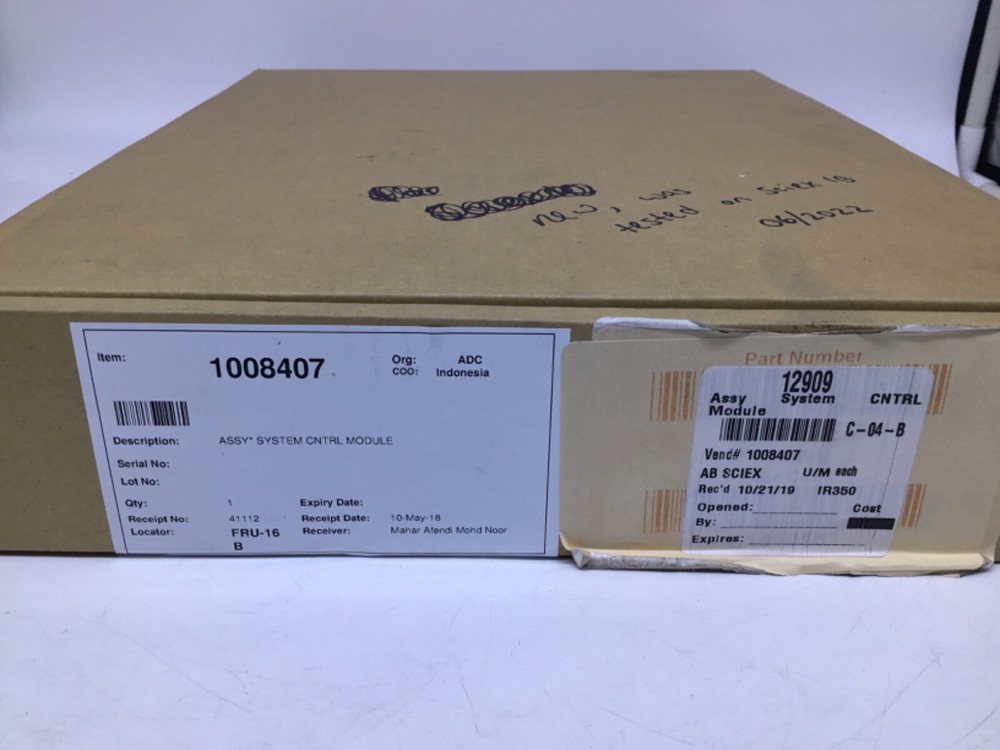 new, was
tested on Sciex 10
06/2022
Item: 1008407 Org: ADC
COO: Indonesia
Description: ASSY* SYSTEM CNTRL MODULE
Serial No:
Lot No:
Qty: 1 Expiry Date:
Receipt No: 41112 Receipt Date: 10-May-18
Locator: FRU-16 Receiver: Mahar Afendi Mohd Noor
B
Part Number
12909
Assy System CNTRL
Module
C-04-B
Vend# 1008407
AB SCIEX U/M each
Rec'd 10/21/19 IR350
Opened: Cost
By:
Expires: